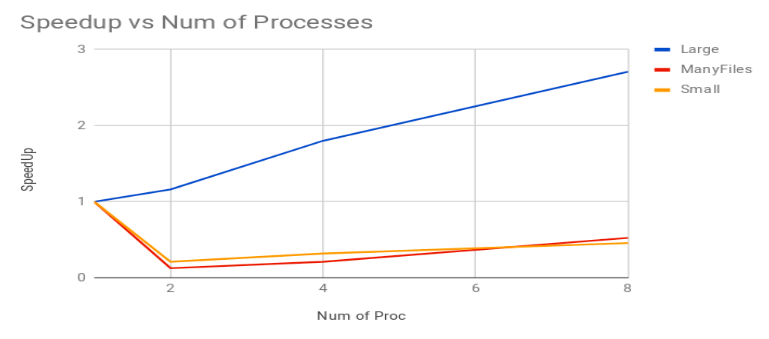 Speedup vs Num of Processes
3
2
1
0
SpeedUp
2 4 6 8
Num of Proc
Large
ManyFiles
Small